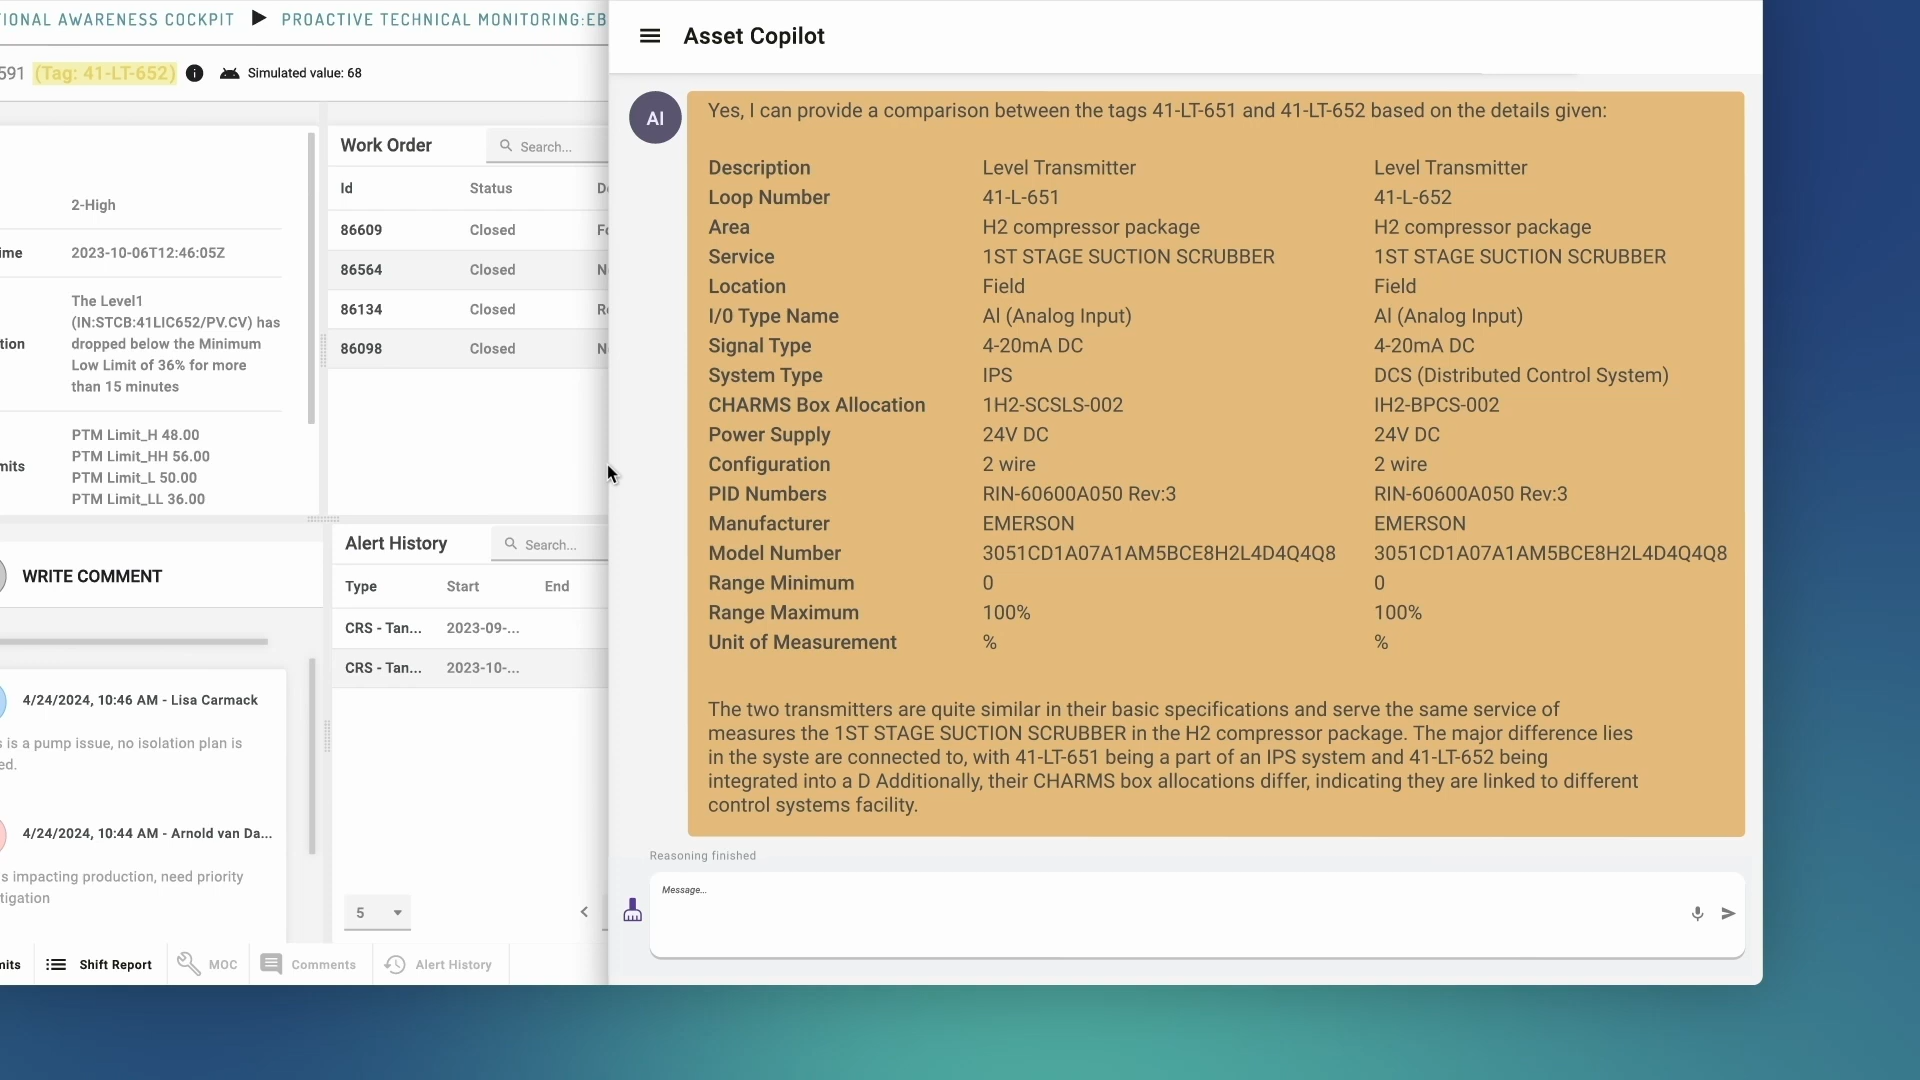 IONAL AWARENESS COCKPIT ▶ PROACTIVE TECHNICAL MONITORING:EB
591 (Tag: 41-LT-652) i Simulated value: 68
2-High
ime 2023-10-06T12:46:05Z
tion
The Level1
(IN:STCB:41LIC652/PV.CV) has
dropped below the Minimum
Low Limit of 36% for more
than 15 minutes
mits
PTM Limit_H 48.00
PTM Limit_HH 56.00
PTM Limit_L 50.00
PTM Limit_LL 36.00
Work Order Search...
Id Status De
86609 Closed Fo
86564 Closed N
86134 Closed Re
86098 Closed N
WRITE COMMENT
4/24/2024, 10:46 AM - Lisa Carmack
s is a pump issue, no isolation plan is
ed.
4/24/2024, 10:44 AM - Arnold van Da...
s impacting production, need priority
tigation
Alert History Search...
Type Start End
CRS - Tan... 2023-09-...
CRS - Tan... 2023-10-...
5
mits Shift Report MOC Comments Alert History
Asset Copilot
AI
Yes, I can provide a comparison between the tags 41-LT-651 and 41-LT-652 based on the details given:
Description Level Transmitter Level Transmitter
Loop Number 41-L-651 41-L-652
Area H2 compressor package H2 compressor package
Service 1ST STAGE SUCTION SCRUBBER 1ST STAGE SUCTION SCRUBBER
Location Field Field
I/0 Type Name Al (Analog Input) Al (Analog Input)
Signal Type 4-20mA DC 4-20mA DC
System Type IPS DCS (Distributed Control System)
CHARMS Box Allocation 1H2-SCSLS-002 IH2-BPCS-002
Power Supply 24V DC 24V DC
Configuration 2 wire 2 wire
PID Numbers RIN-60600A050 Rev:3 RIN-60600A050 Rev:3
Manufacturer EMERSON EMERSON
Model Number 3051CD1A07A1AM5BCE8H2L4D4Q4Q8 3051CD1A07A1AM5BCE8H2L4D4Q4Q8
Range Minimum 0 0
Range Maximum 100% 100%
Unit of Measurement % %
The two transmitters are quite similar in their basic specifications and serve the same service of
measures the 1ST STAGE SUCTION SCRUBBER in the H2 compressor package. The major difference lies
in the syste are connected to, with 41-LT-651 being a part of an IPS system and 41-LT-652 being
integrated into a D Additionally, their CHARMS box allocations differ, indicating they are linked to different
control systems facility.
Reasoning finished
Message...